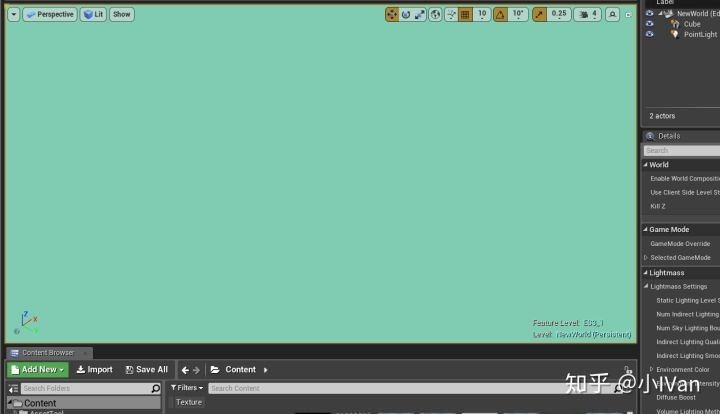 Perspective Lit Show 10 10° 0.25 4
Label
NewWorld (Ed
Cube
PointLight
2 actors
Details
Search
World
Enable World Compositi
Use Client Side Level St
Kill Z
Game Mode
GameMode Override
Selected GameMode
Lightmass
Lightmass Settings
Static Lighting Level S
Num Indirect Lighting
Num Sky Lighting Bou
Indirect Lighting Quali
Indirect Lighting Smoo
Environment Color
Environment Intensity
Diffuse Boost
Volume Lighting Metho
Z
X
Y
Feature Level: ES3_1
Level: NewWorld (Persistent)
Content Browser
Add New Import Save All Content
Search Folders Filters Search Content
Content Texture
AssetTool
知乎 @小IVan